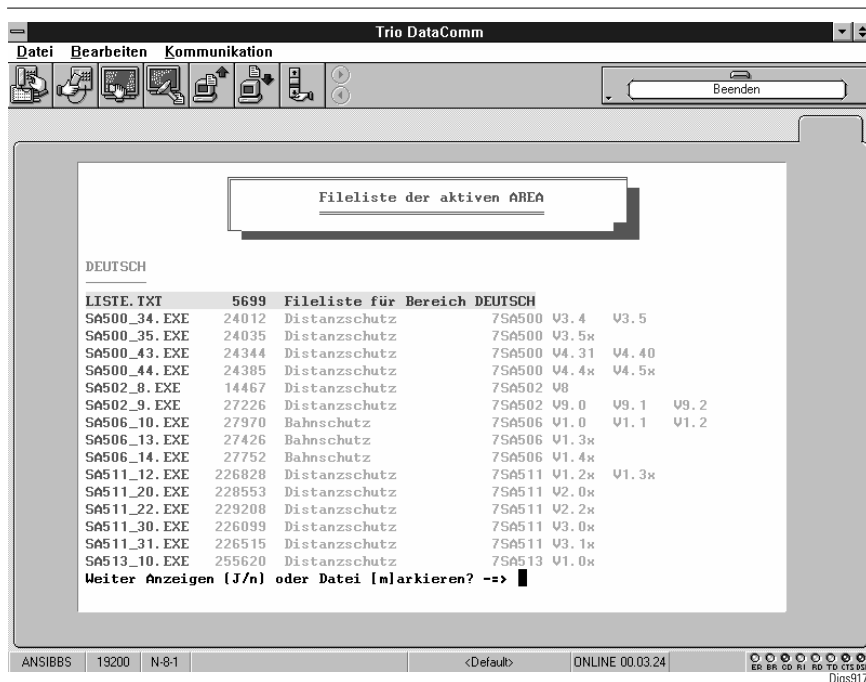 Trio DataComm
Datei Bearbeiten Kommunikation
Beenden
Fileliste der aktiven AREA
DEUTSCH
LISTE.TXT 5699 Fileliste für Bereich DEUTSCH
SA500_34.EXE 24012 Distanzschutz 7SA500 V3.4 V3.5
SA500_35.EXE 24035 Distanzschutz 7SA500 V3.5x
SA500_43.EXE 24344 Distanzschutz 7SA500 V4.31 V4.40
SA500_44.EXE 24385 Distanzschutz 7SA500 V4.4x V4.5x
SA502_8.EXE 14467 Distanzschutz 7SA502 V8
SA502_9.EXE 27226 Distanzschutz 7SA502 V9.0 V9.1 V9.2
SA506_10.EXE 27970 Bahnschutz 7SA506 V1.0 V1.1 V1.2
SA506_13.EXE 27426 Bahnschutz 7SA506 V1.3x
SA506_14.EXE 27752 Bahnschutz 7SA506 V1.4x
SA511_12.EXE 226828 Distanzschutz 7SA511 V1.2x V1.3x
SA511_20.EXE 228553 Distanzschutz 7SA511 V2.0x
SA511_22.EXE 229208 Distanzschutz 7SA511 V2.2x
SA511_30.EXE 226099 Distanzschutz 7SA511 V3.0x
SA511_31.EXE 226515 Distanzschutz 7SA511 V3.1x
SA513_10.EXE 255620 Distanzschutz 7SA513 V1.0x
Weiter Anzeigen (J/n) oder Datei [m]arkieren? -=>
ANSIBBS 19200 N-8-1 <Default> ONLINE 00.03.24 ER BR CD RI RD TD CTS DSR
Digs917